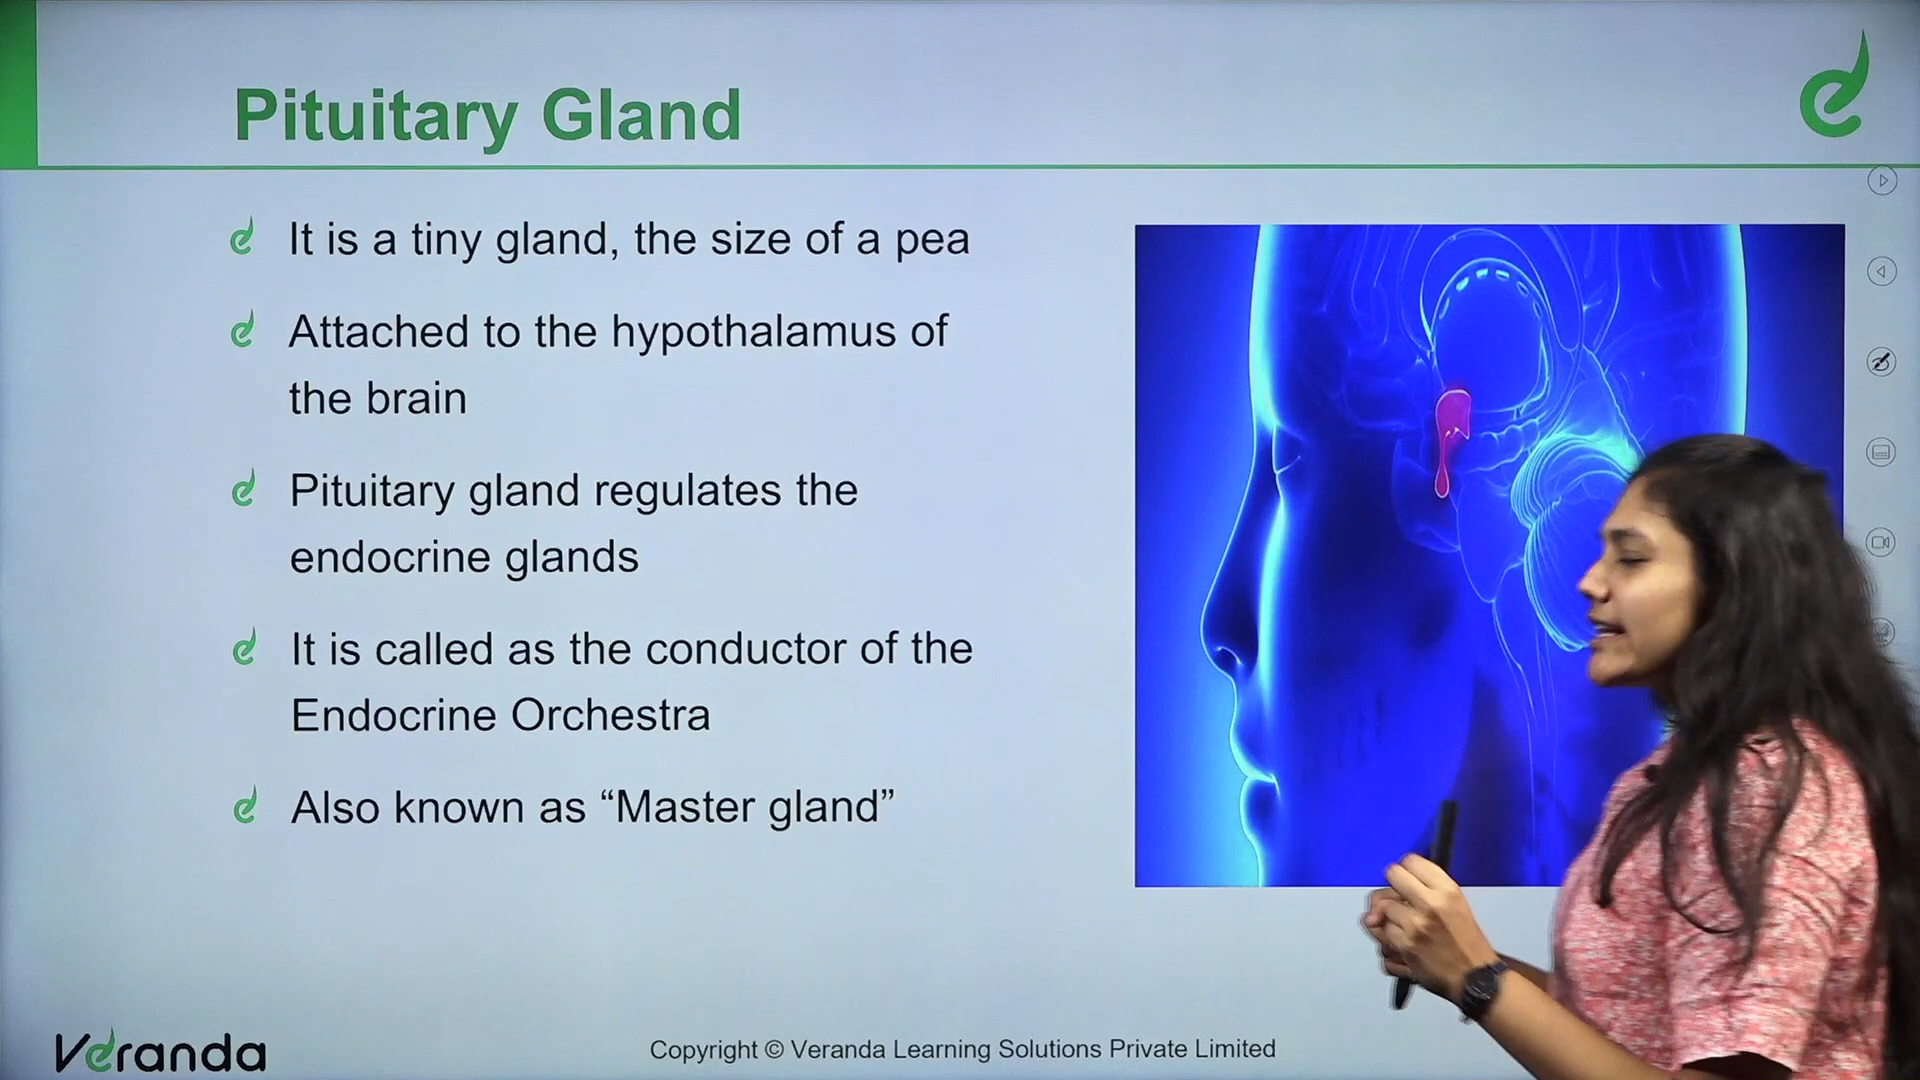 Pituitary Gland
It is a tiny gland, the size of a pea
Attached to the hypothalamus of
the brain
Pituitary gland regulates the
endocrine glands
It is called as the conductor of the
Endocrine Orchestra
Also known as “Master gland”
Veranda
Copyright © Veranda Learning Solutions Private Limited